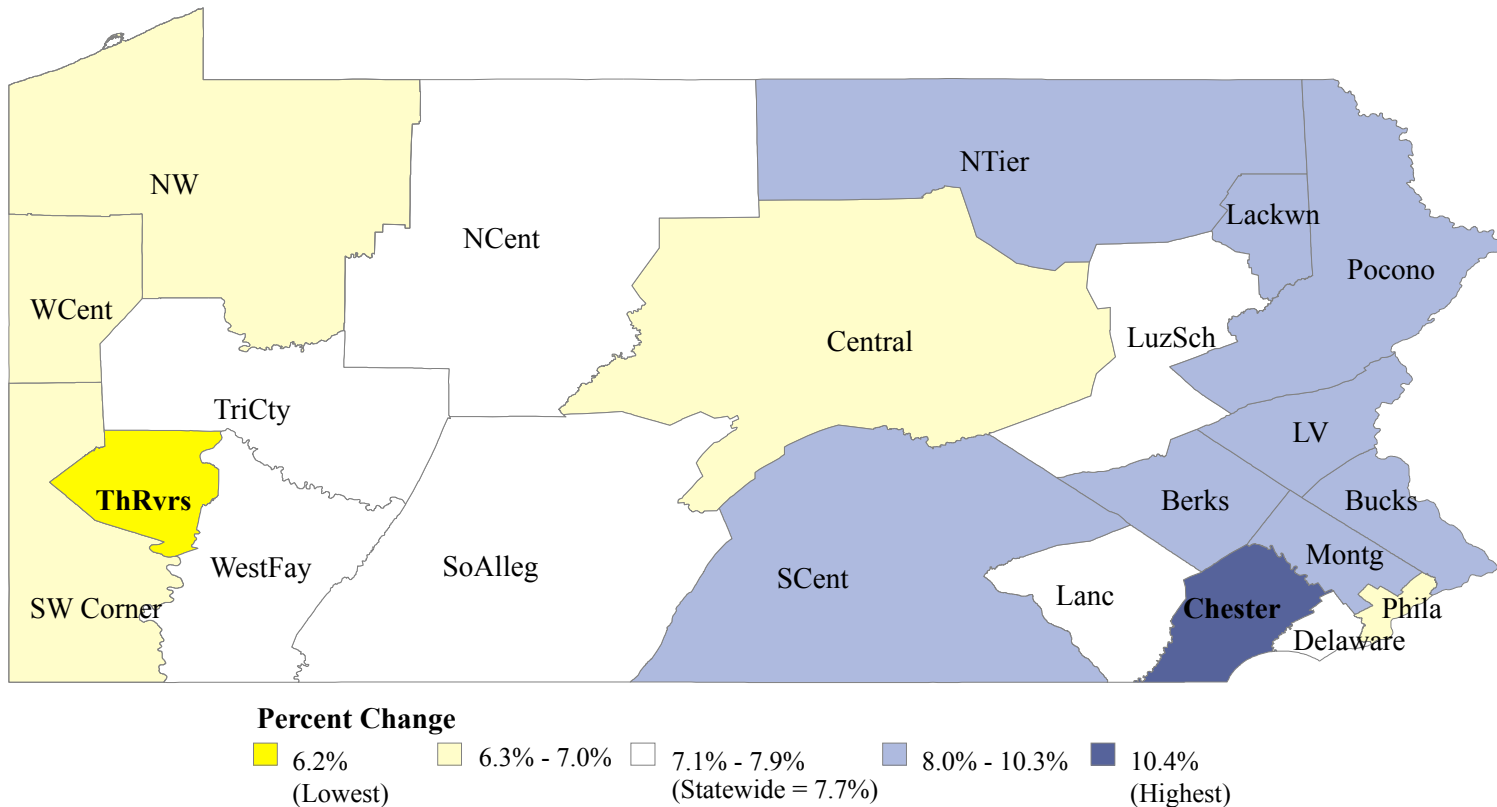 NTier
NW
Lackwn
NCent
Pocono
WCent
Central
LuzSch
TriCty
LV
ThRvrs
Berks
Bucks
Montg
WestFay
SoAlleg
SCent
Lanc
SW Corner
Chester
Phila
Delaware
Percent Change
6.2%
(Lowest)
6.3% - 7.0%
7.1% - 7.9%
(Statewide = 7.7%)
8.0% - 10.3%
10.4%
(Highest)